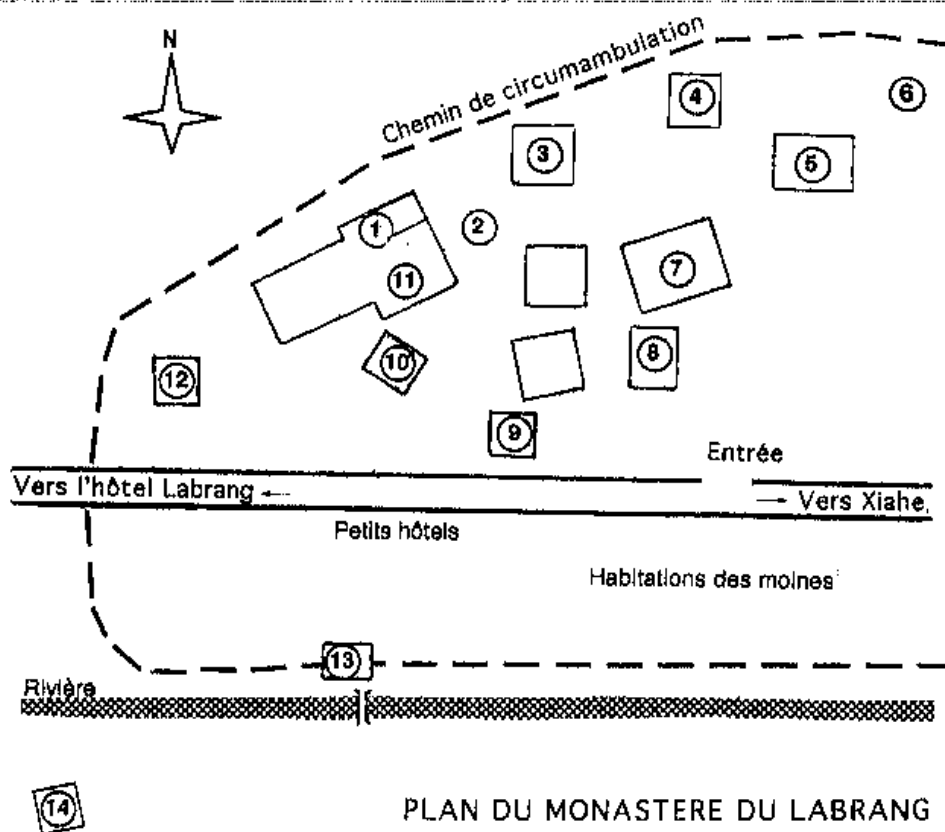 N
Chemin de circumambulation
4
6
3
5
1
2
7
11
8
10
12
9
Entrée
Vers l'hôtel Labrang ←
→ Vers Xiahe
Petits hôtels
Habitations des moines
13
Rivière
14
PLAN DU MONASTERE DU LABRANG